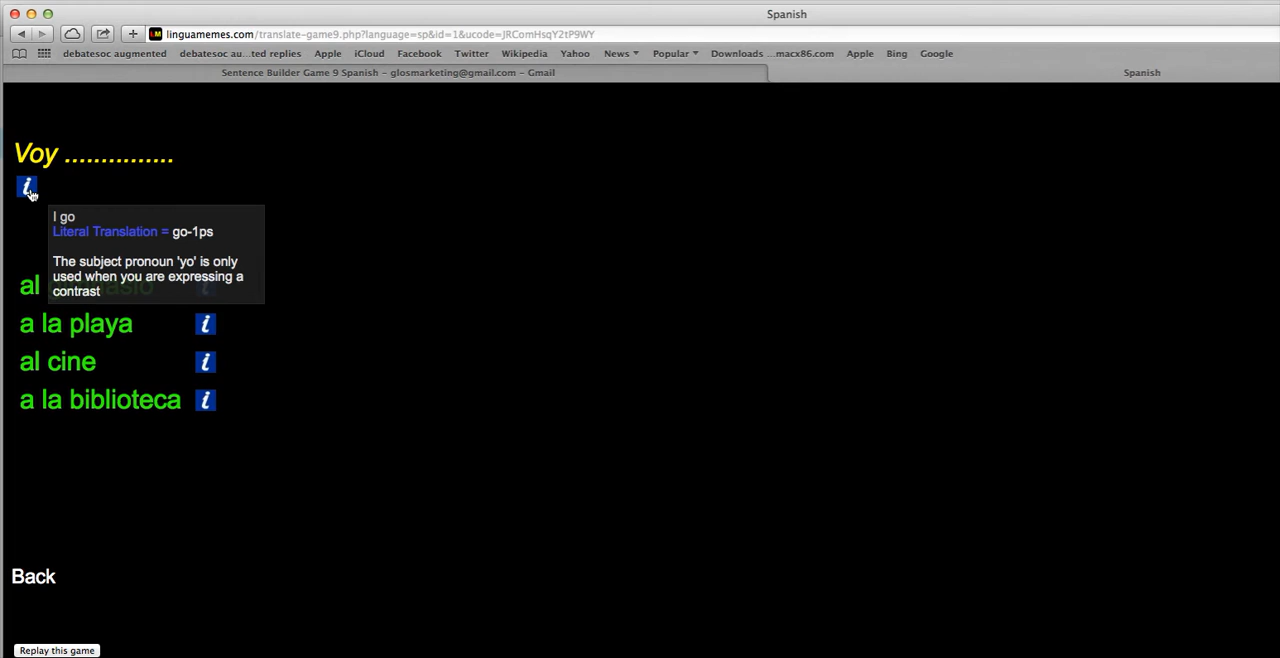 Spanish
linguamemes.com/translate-game9.php?language=sp&id=1&ucode=JRComHsqY2tP9WY
debatesoc augmented debatesoc au...ted replies Apple iCloud Facebook Twitter Wikipedia Yahoo News Popular Downloads ...macx86.com Apple Bing Google
Sentence Builder Game 9 Spanish – glosmarketing@gmail.com – Gmail Spanish
Voy ...............
i
I go
Literal Translation = go-1ps
The subject pronoun 'yo' is only
used when you are expressing a
contrast
al
a la playa i
al cine i
a la biblioteca i
Back
Replay this game